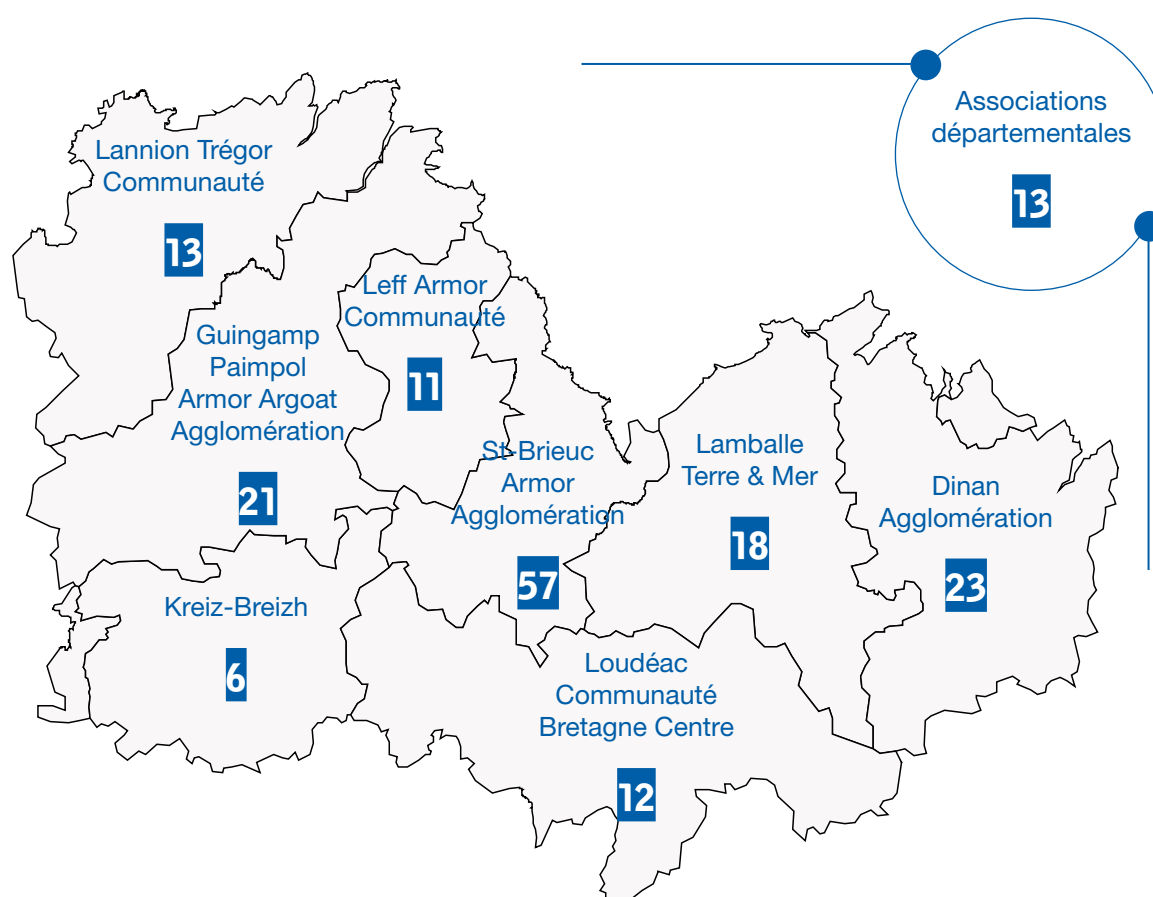 Associations
départementales
13
Lannion Trégor
Communauté
13
Leff Armor
Communauté
11
Guingamp
Paimpol
Armor Argoat
Agglomération
21
St-Brieuc
Armor
Agglomération
57
Lamballe
Terre & Mer
18
Dinan
Agglomération
23
Kreiz-Breizh
6
Loudéac
Communauté
Bretagne Centre
12